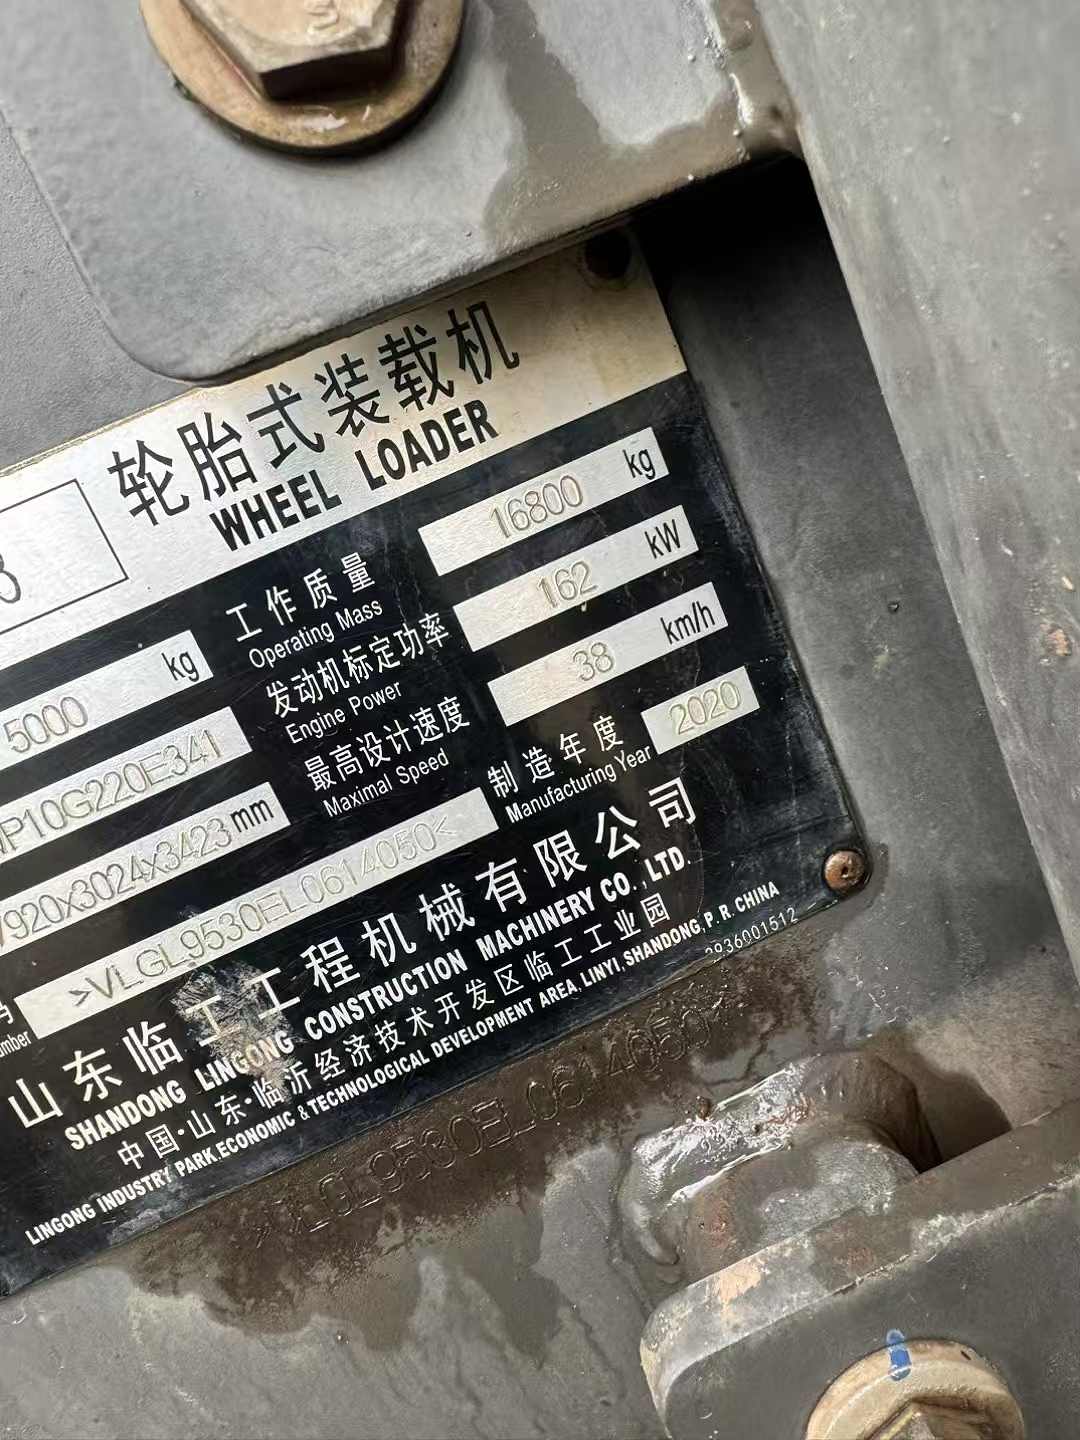 轮胎式装载机
WHEEL LOADER
工作质量
Operating Mass
16800 kg
5000 kg
发动机标定功率
Engine Power
162 kW
P10G220E341
最高设计速度
Maximal Speed
38 km/h
920x3024x3423 mm
制造年度
Manufacturing Year
2020
>VLGL9530EL0614050<
山东临工工程机械有限公司
SHANDONG LINGONG CONSTRUCTION MACHINERY CO.,LTD.
中国·山东·临沂经济技术开发区临工工业园
LINGONG INDUSTRY PARK,ECONOMIC & TECHNOLOGICAL DEVELOPMENT AREA, LINYI, SHANDONG, P. R. CHINA
2936001512
VLGL9530EL0614050